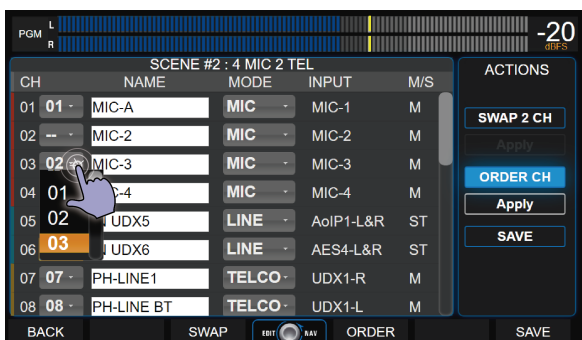 PGM L R -20 dBFS
SCENE #2 : 4 MIC 2 TEL
CH NAME MODE INPUT M/S
01 01 MIC-A MIC MIC-1 M
02 -- MIC-2 MIC MIC-2 M
03 02 MIC-3 MIC MIC-3 M
04 C-4 MIC MIC-4 M
05 UDX5 LINE AoIP1-L&R ST
06 UDX6 LINE AES4-L&R ST
07 07 PH-LINE1 TELCO UDX1-R M
08 08 PH-LINE BT TELCO UDX1-L M
01
02
03
ACTIONS
SWAP 2 CH
Apply
ORDER CH
Apply
SAVE
BACK SWAP EDIT NAV ORDER SAVE